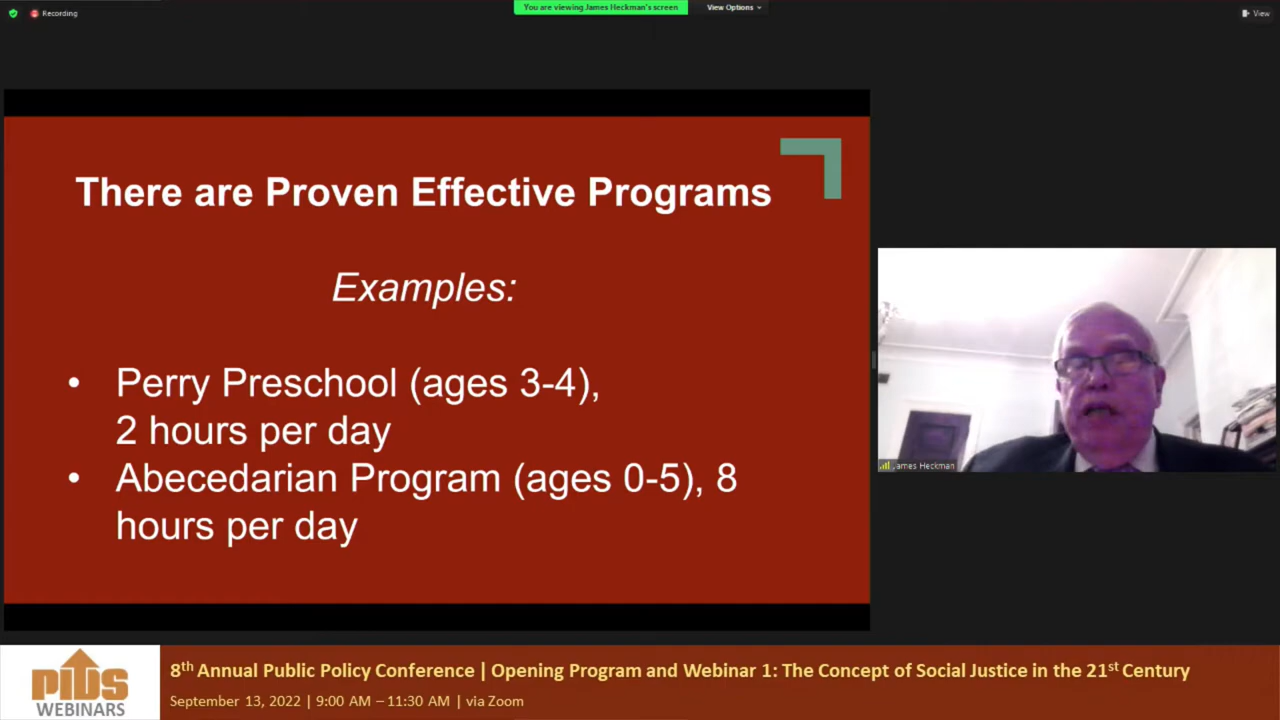 Recording
You are viewing James Heckman's screen
View Options
View
There are Proven Effective Programs
Examples:
• Perry Preschool (ages 3-4),
2 hours per day
• Abecedarian Program (ages 0-5), 8
hours per day
James Heckman
PIDS
WEBINARS
8th Annual Public Policy Conference | Opening Program and Webinar 1: The Concept of Social Justice in the 21st Century
September 13, 2022 | 9:00 AM – 11:30 AM | via Zoom